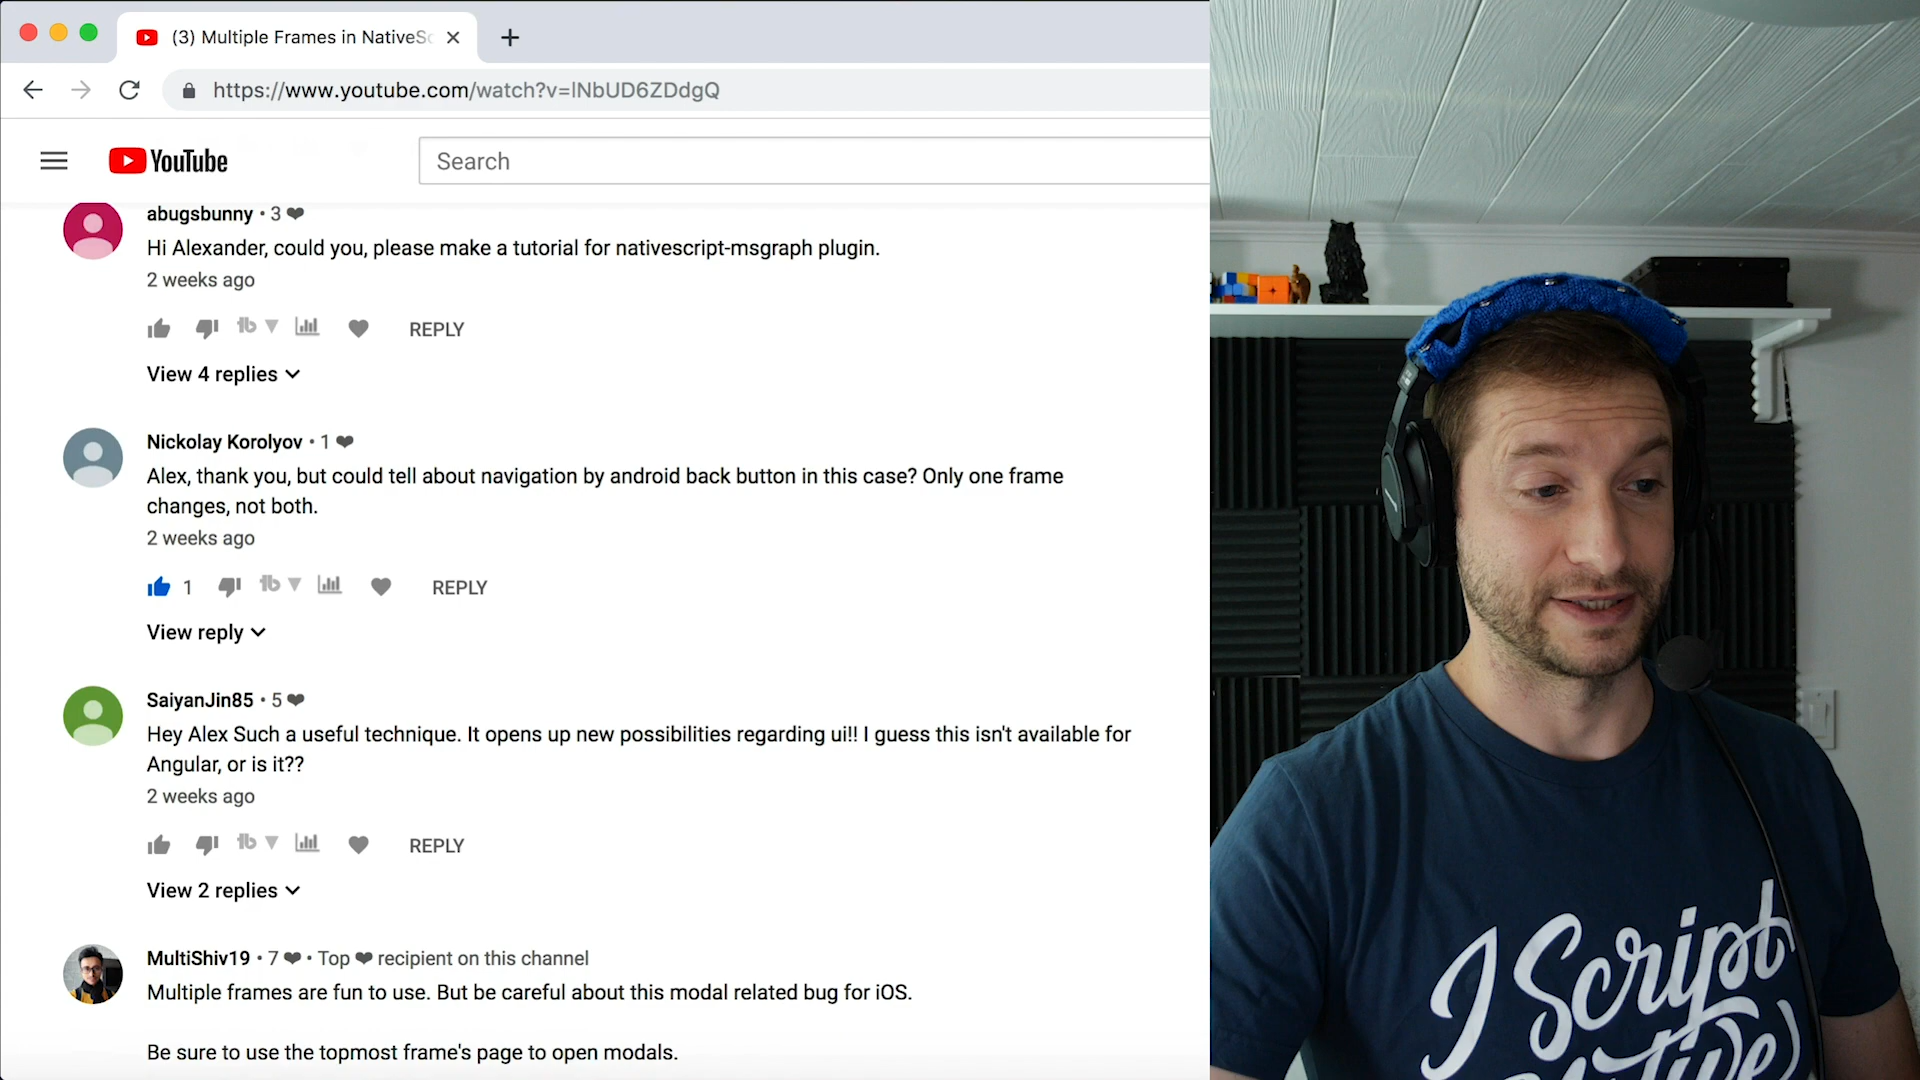 (3) Multiple Frames in NativeSc
https://www.youtube.com/watch?v=lNbUD6ZDdgQ
YouTube
Search
abugsbunny • 3 ❤
Hi Alexander, could you, please make a tutorial for nativescript-msgraph plugin.
2 weeks ago
REPLY
View 4 replies
Nickolay Korolyov • 1 ❤
Alex, thank you, but could tell about navigation by android back button in this case? Only one frame
changes, not both.
2 weeks ago
1
REPLY
View reply
SaiyanJin85 • 5 ❤
Hey Alex Such a useful technique. It opens up new possibilities regarding ui!! I guess this isn't available for
Angular, or is it??
2 weeks ago
REPLY
View 2 replies
MultiShiv19 • 7 ❤ • Top ❤ recipient on this channel
Multiple frames are fun to use. But be careful about this modal related bug for iOS.
Be sure to use the topmost frame's page to open modals.
I Script
Native